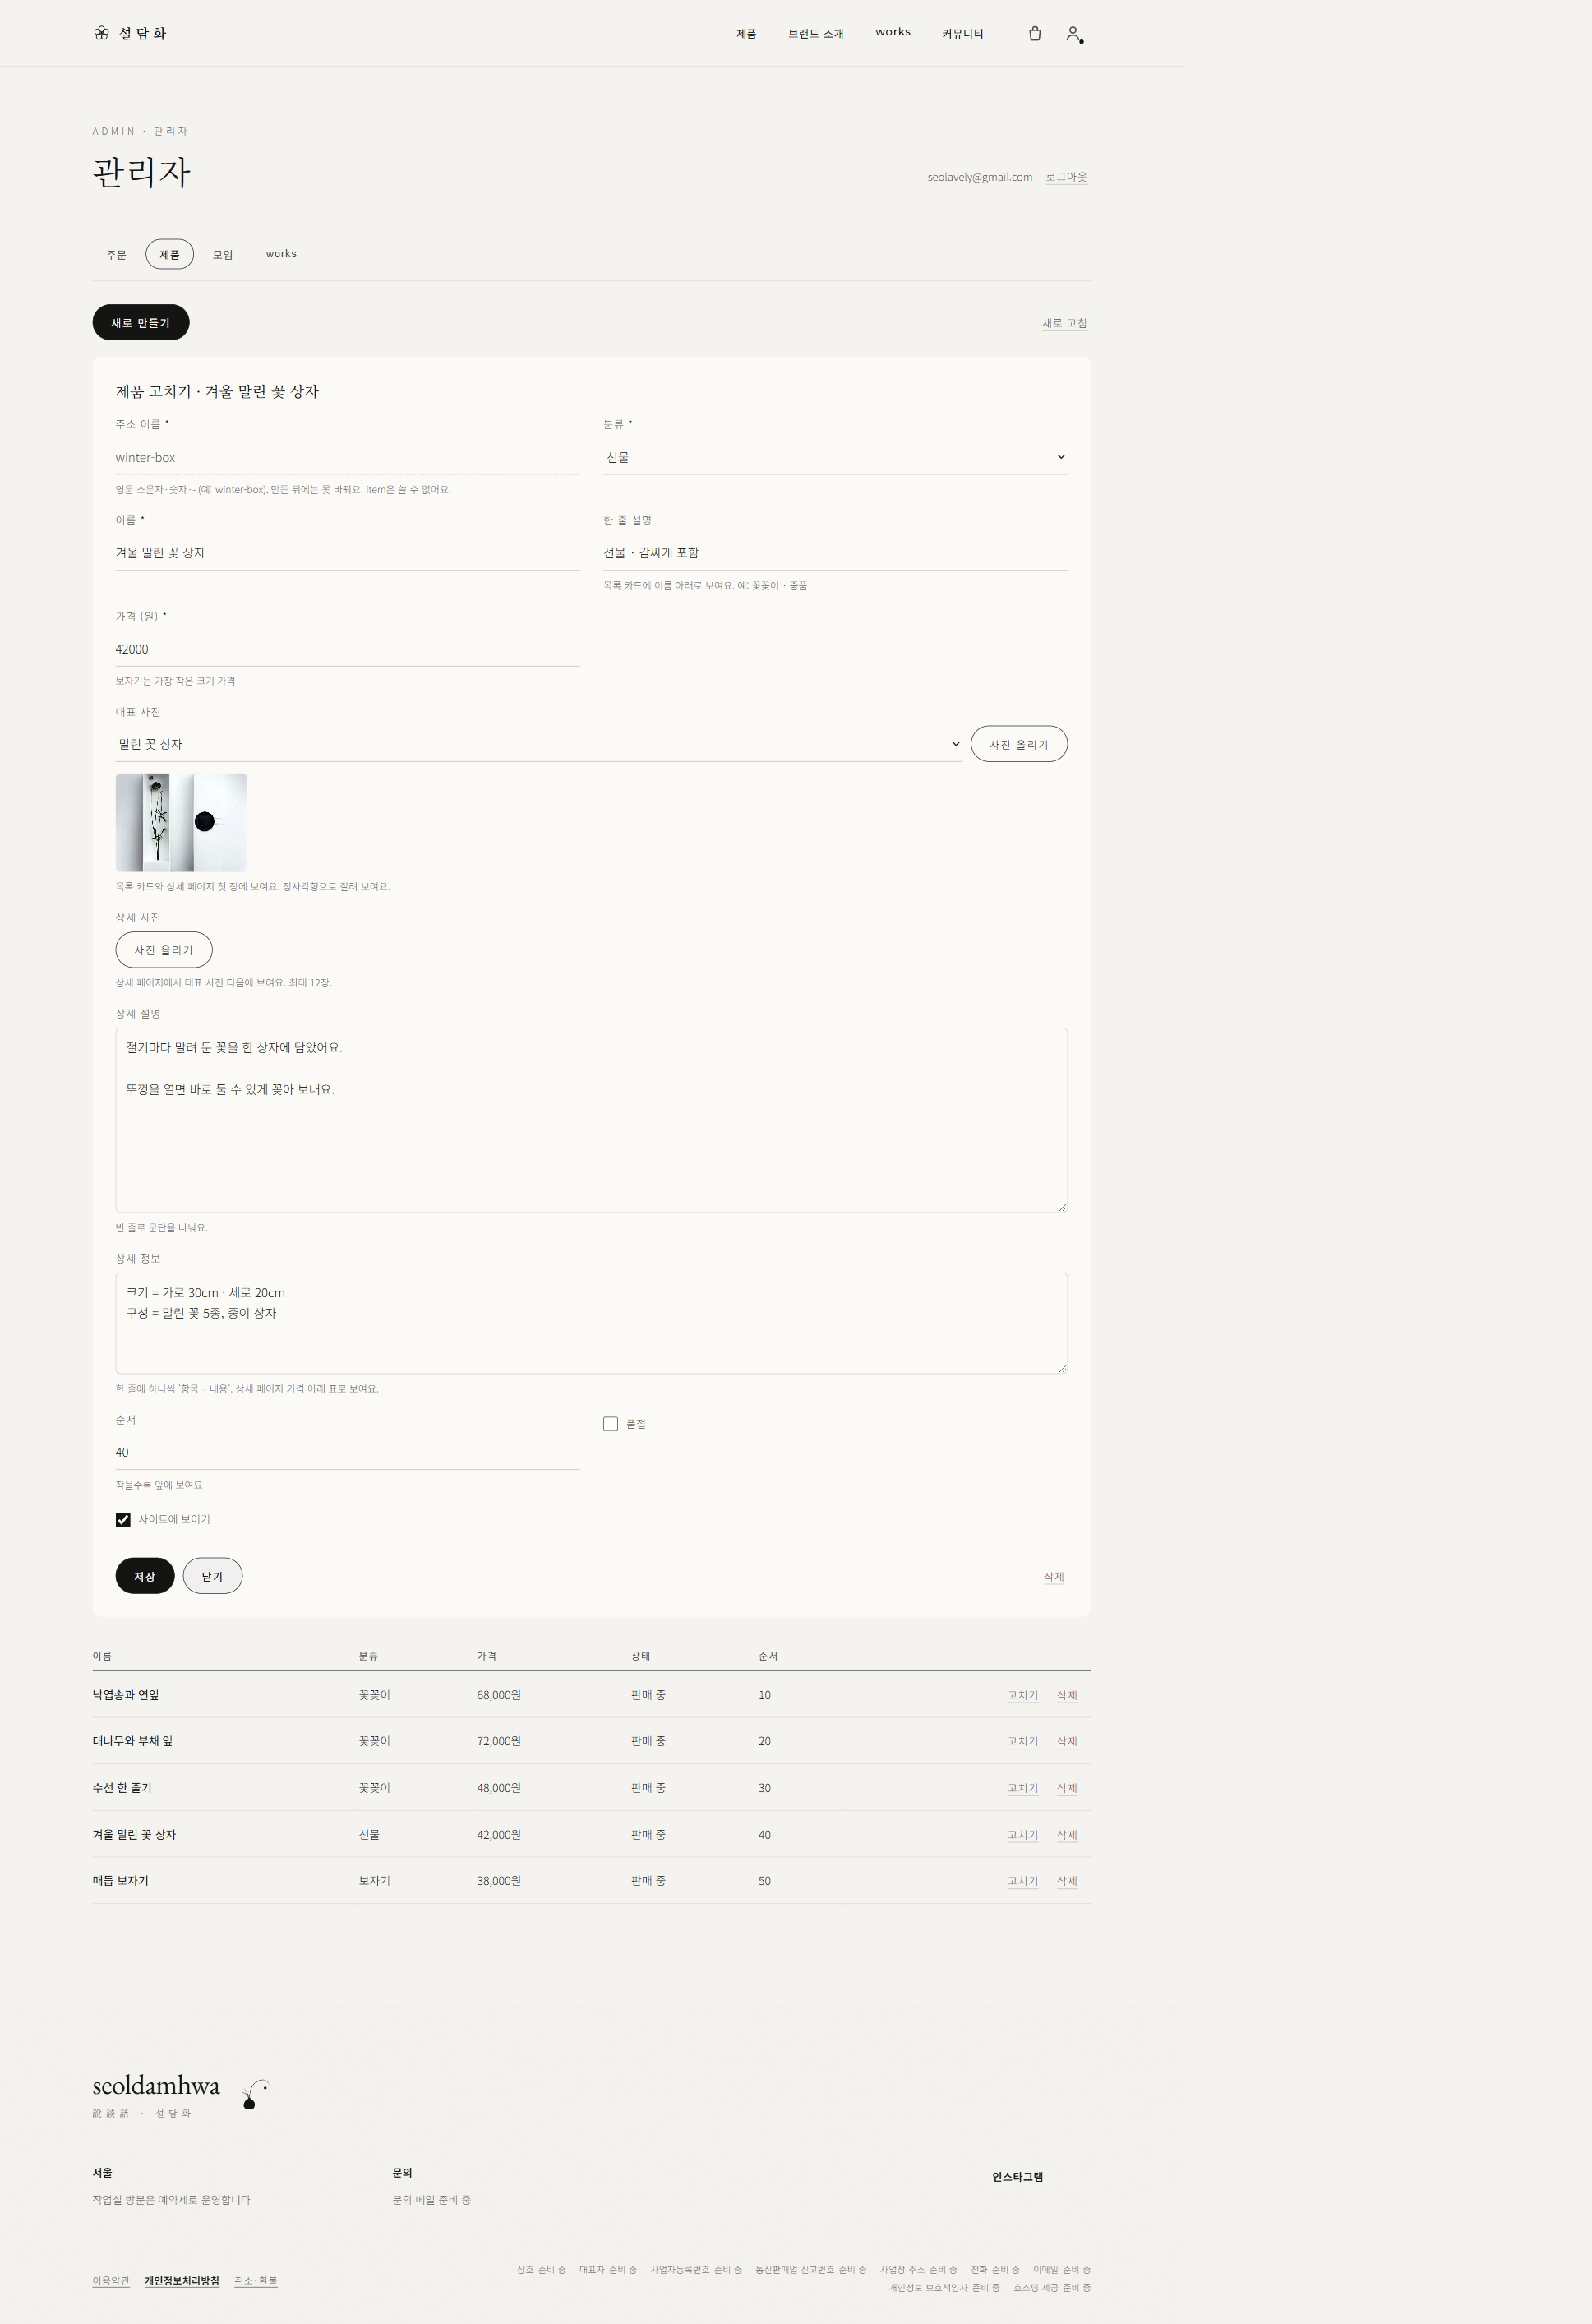 설담화
제품 브랜드 소개 works 커뮤니티
ADMIN · 관리자
관리자
seolavely@gmail.com 로그아웃
주문 제품 모임 works
새로 만들기 새로 고침
제품 고치기 · 겨울 말린 꽃 상자
주소 이름 * 분류 *
winter-box 선물
영문 소문자·숫자·- (예: winter-box). 만든 뒤에는 못 바꿔요. item은 쓸 수 없어요.
이름 * 한 줄 설명
겨울 말린 꽃 상자 선물 · 감싸개 포함
목록 카드에 이름 아래로 보여요. 예: 꽃꽂이 · 중품
가격 (원) *
42000
보자기는 가장 작은 크기 가격
대표 사진
말린 꽃 상자 사진 올리기
목록 카드와 상세 페이지 첫 장에 보여요. 정사각형으로 잘려 보여요.
상세 사진
사진 올리기
상세 페이지에서 대표 사진 다음에 보여요. 최대 12장.
상세 설명
절기마다 말려 둔 꽃을 한 상자에 담았어요.
뚜껑을 열면 바로 둘 수 있게 꽂아 보내요.
빈 줄로 문단을 나눠요.
상세 정보
크기 = 가로 30cm · 세로 20cm
구성 = 말린 꽃 5종, 종이 상자
한 줄에 하나씩 '항목 = 내용'. 상세 페이지 가격 아래 표로 보여요.
순서 품절
40
작을수록 앞에 보여요
사이트에 보이기
저장 닫기 삭제
이름 분류 가격 상태 순서
낙엽송과 연잎 꽃꽂이 68,000원 판매 중 10 고치기 삭제
대나무와 부채 잎 꽃꽂이 72,000원 판매 중 20 고치기 삭제
수선 한 줄기 꽃꽂이 48,000원 판매 중 30 고치기 삭제
겨울 말린 꽃 상자 선물 42,000원 판매 중 40 고치기 삭제
매듭 보자기 보자기 38,000원 판매 중 50 고치기 삭제
seoldamhwa
說談話 · 설담화
서울 문의 인스타그램
작업실 방문은 예약제로 운영합니다 문의 메일 준비 중
상호 준비 중 대표자 준비 중 사업자등록번호 준비 중 통신판매업 신고번호 준비 중 사업장 주소 준비 중 전화 준비 중 이메일 준비 중
이용약관 개인정보처리방침 취소·환불
개인정보 보호책임자 준비 중 호스팅 제공 준비 중